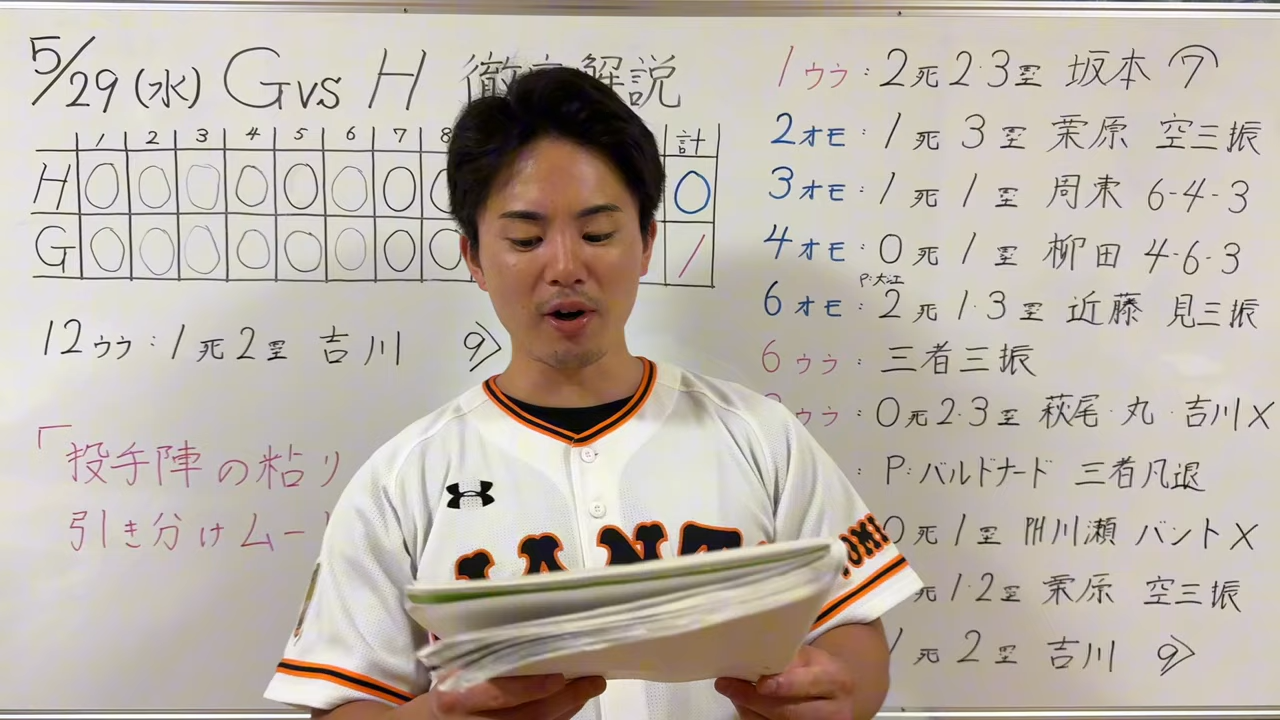 5/29(水) G vs H 徹 解説
1 2 3 4 5 6 7 8 計
H 0 0 0 0 0 0 0 0 0
G 0 0 0 0 0 0 0 0 1
12ウラ:1死2塁 吉川 9>
「投手陣の粘り
引き分けムー
1ウラ:2死2・3塁 坂本 ⑦
2オモ:1死3塁 栗原 空三振
3オモ:1死1塁 周東 6-4-3
4オモ:0死1塁 柳田 4-6-3
P:大江
6オモ:2死1・3塁 近藤 見三振
6ウラ:三者三振
ウラ:0死2・3塁 萩尾・丸・吉川X
: P:バルドナード 三者凡退
0死1塁 川瀬 バントX
死1・2塁 栗原 空三振
1死2塁 吉川 9>
GIANTS